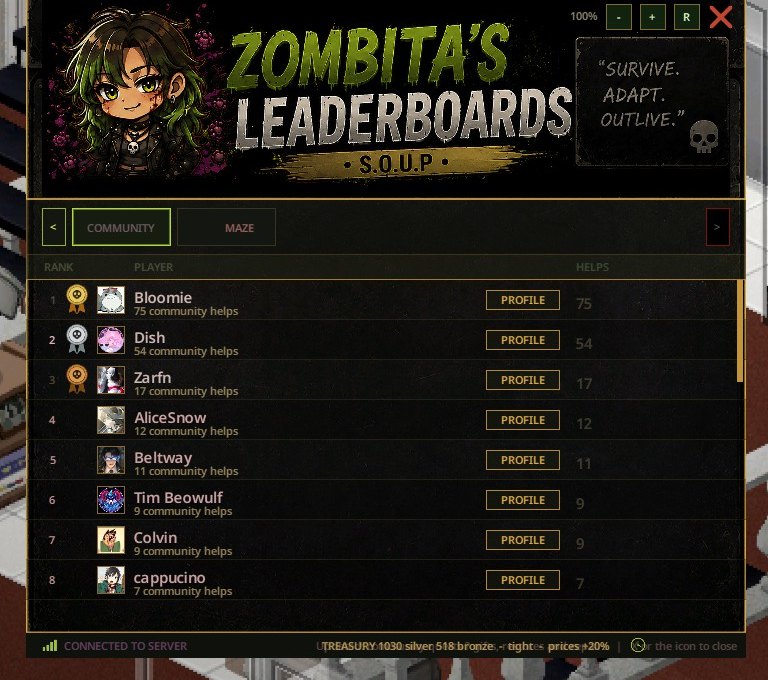 100% - + R
ZOMBITA'S
LEADERBOARDS
• S.O.U.P •
"SURVIVE.
ADAPT.
OUTLIVE."
< COMMUNITY MAZE >
RANK PLAYER HELPS
1 Bloomie PROFILE 75
75 community helps
2 Dish PROFILE 54
54 community helps
3 Zarfn PROFILE 17
17 community helps
4 AliceSnow PROFILE 12
12 community helps
5 Beltway PROFILE 11
11 community helps
6 Tim Beowulf PROFILE 9
9 community helps
7 Colvin PROFILE 9
9 community helps
8 cappucino PROFILE 7
7 community helps
CONNECTED TO SERVER TREASURY 1030 silver 518 bronze - tight - prices +20% | the icon to close